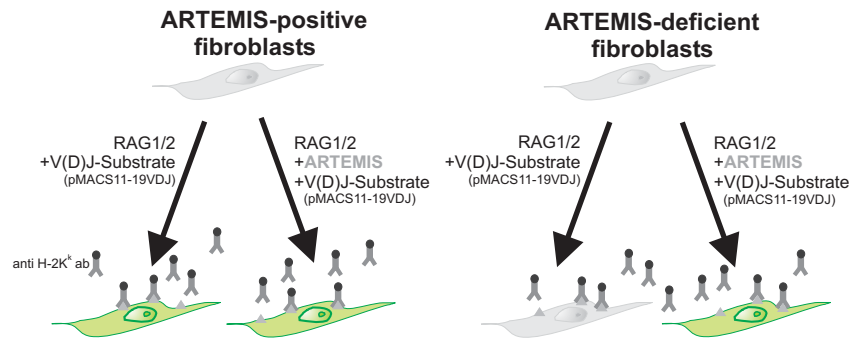 ARTEMIS-positive
fibroblasts
RAG1/2
+V(D)J-Substrate
(pMACS11-19VDJ)
RAG1/2
+ARTEMIS
+V(D)J-Substrate
(pMACS11-19VDJ)
anti H-2Kᵏ ab
ARTEMIS-deficient
fibroblasts
RAG1/2
+V(D)J-Substrate
(pMACS11-19VDJ)
RAG1/2
+ARTEMIS
+V(D)J-Substrate
(pMACS11-19VDJ)